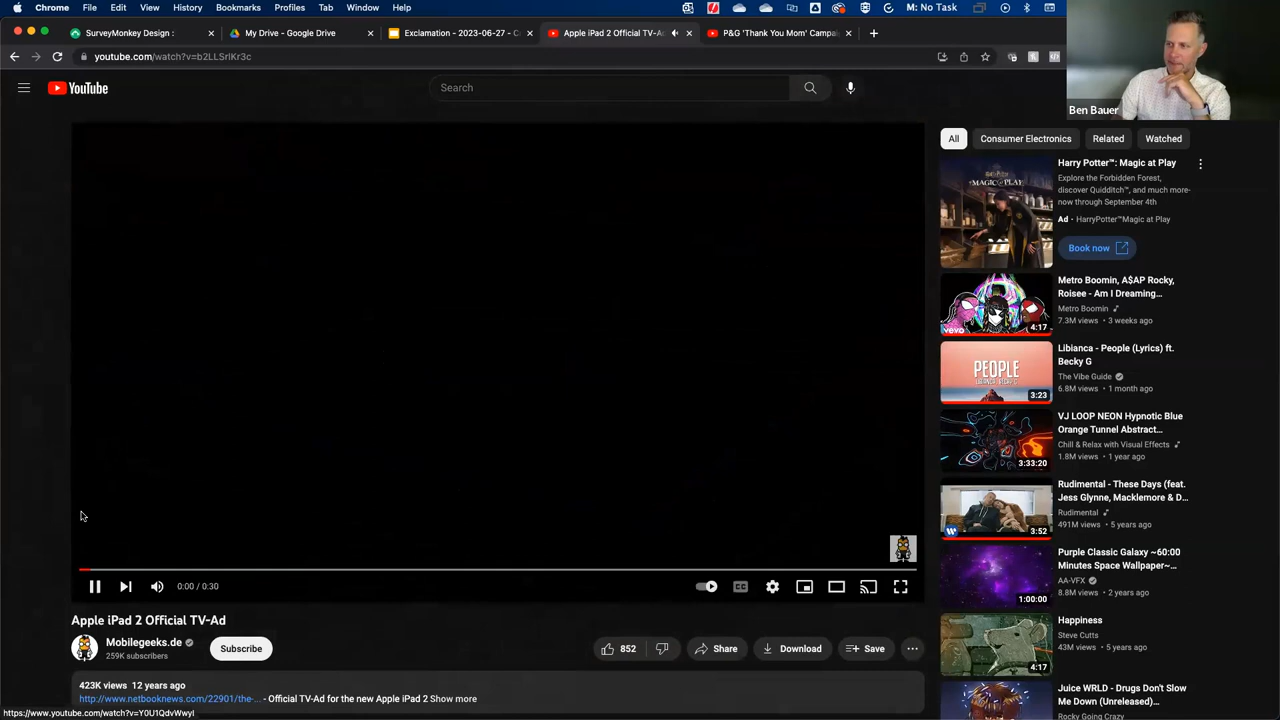 Chrome File Edit View History Bookmarks Profiles Tab Window Help M: No Task
SurveyMonkey Design :
My Drive - Google Drive
Exclamation - 2023-06-27 - C
Apple iPad 2 Official TV-A
P&G 'Thank You Mom' Campai
youtube.com/watch?v=b2LLSrlKr3c
Ben Bauer
YouTube
Search
All Consumer Electronics Related Watched
Harry Potter™: Magic at Play
Explore the Forbidden Forest,
discover Quidditch™, and much more-
now through September 4th
Ad • HarryPotter™Magic at Play
Book now
MAGIC @ PLAY
Metro Boomin, A$AP Rocky,
Roisee - Am I Dreaming...
Metro Boomin
7.3M views • 3 weeks ago
vevo
4:17
Libianca - People (Lyrics) ft.
Becky G
The Vibe Guide
6.8M views • 1 month ago
PEOPLE
LIBIANCA, BECKY G
3:23
VJ LOOP NEON Hypnotic Blue
Orange Tunnel Abstract...
Chill & Relax with Visual Effects
1.8M views • 1 year ago
3:33:20
Rudimental - These Days (feat.
Jess Glynne, Macklemore & D...
Rudimental
491M views • 5 years ago
3:52
Purple Classic Galaxy ~60:00
Minutes Space Wallpaper~...
AA-VFX
8.8M views • 2 years ago
1:00:00
Happiness
Steve Cutts
43M views • 5 years ago
4:17
Juice WRLD - Drugs Don't Slow
Me Down (Unreleased)...
Rocky Going Crazy
0:00 / 0:30
CC
Apple iPad 2 Official TV-Ad
Mobilegeeks.de
259K subscribers
Subscribe
852
Share
Download
Save
423K views 12 years ago
http://www.netbooknews.com/22901/the-... - Official TV-Ad for the new Apple iPad 2 Show more
https://www.youtube.com/watch?v=Y0U1QdvWwyI